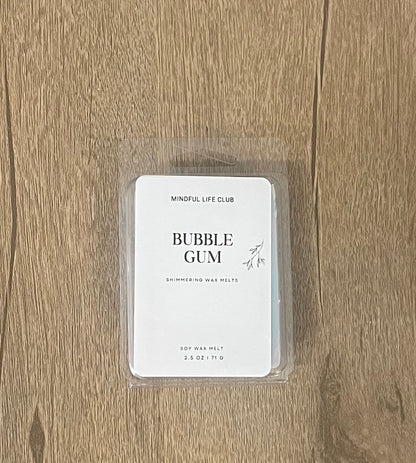 MINDFUL LIFE CLUB
BUBBLE
GUM
SHIMMERING WAX MELTS
SOY WAX MELT
2.5 OZ | 71 G